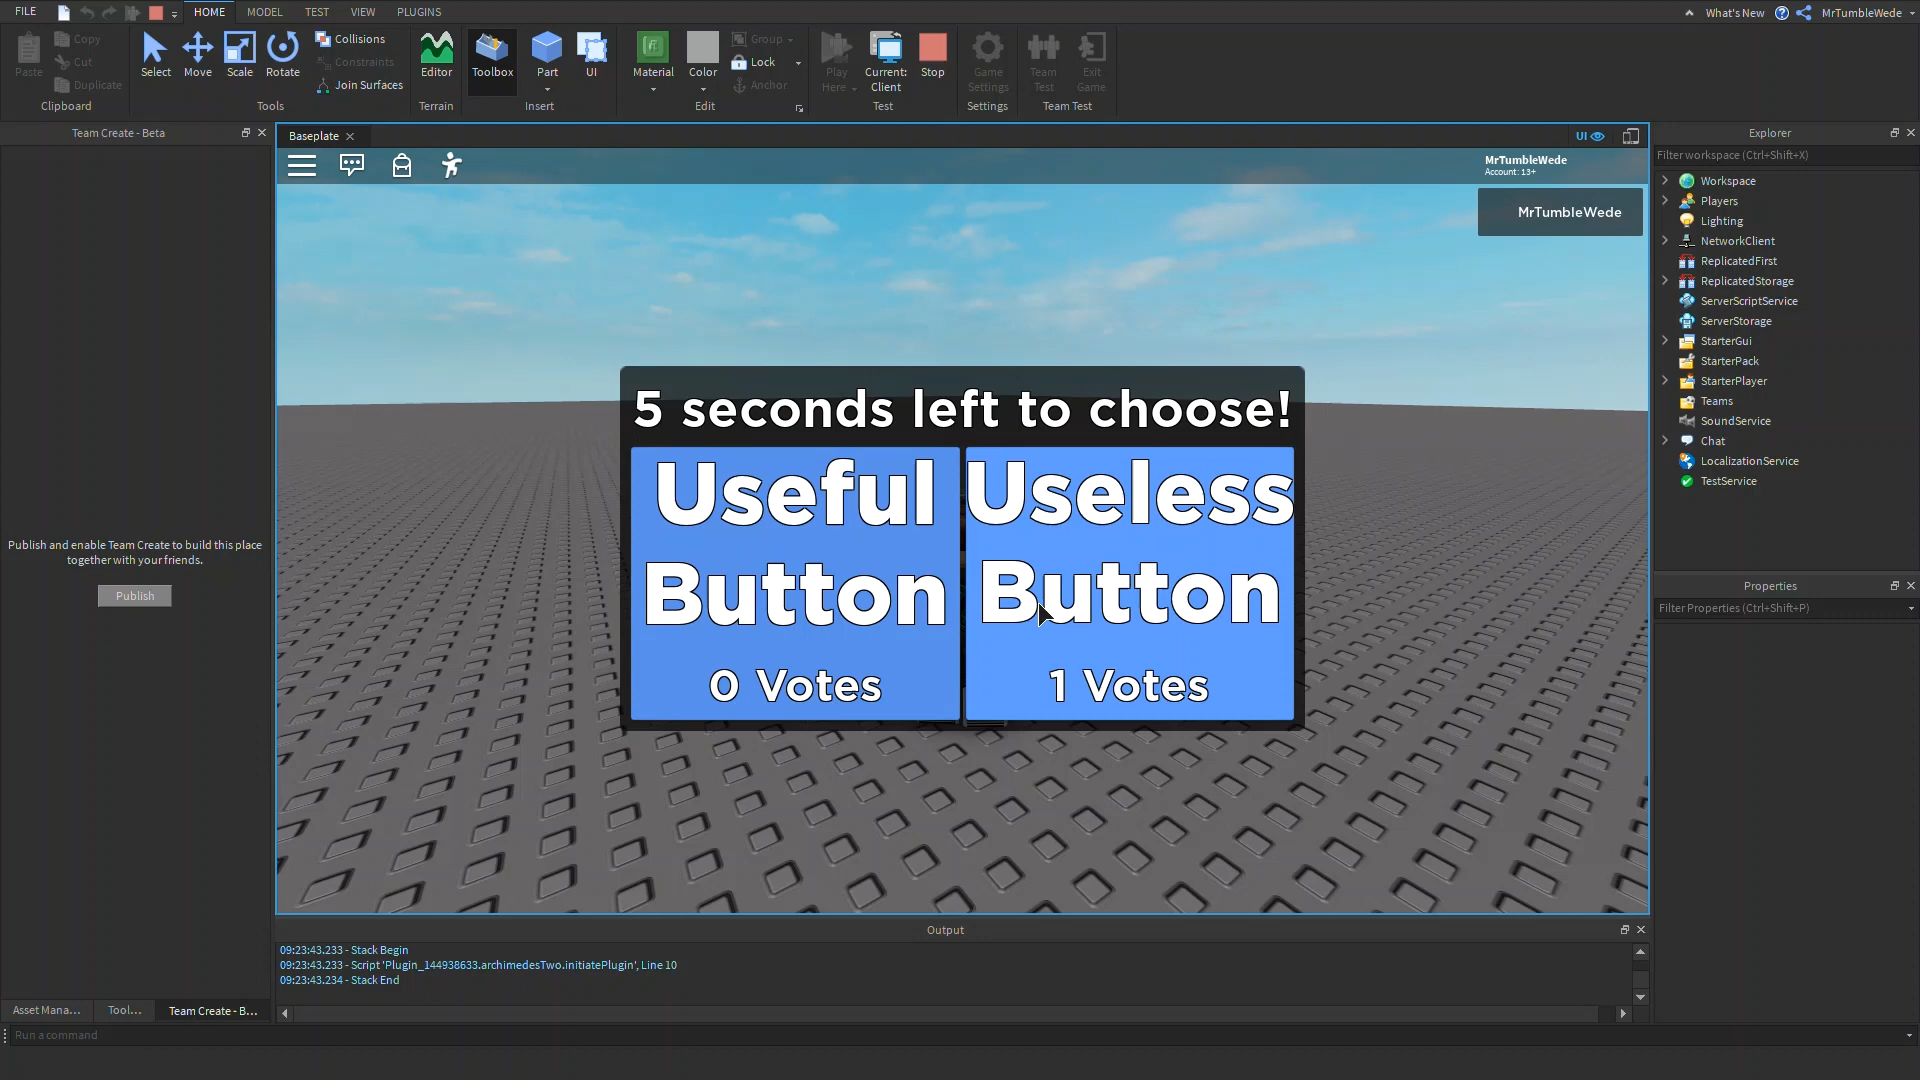 FILE
HOME
MODEL
TEST
VIEW
PLUGINS
What's New
MrTumbleWede
Paste
Copy
Cut
Duplicate
Clipboard
Select
Move
Scale
Rotate
Collisions
Constraints
Join Surfaces
Tools
Editor
Terrain
Toolbox
Part
UI
Insert
Material
Color
Group
Lock
Anchor
Edit
Play
Here
Current:
Client
Stop
Test
Game
Settings
Settings
Team
Test
Exit
Game
Team Test
Team Create - Beta
Publish and enable Team Create to build this place
together with your friends.
Publish
Asset Mana...
Tool...
Team Create - B...
Baseplate
UI
MrTumbleWede
Account: 13+
MrTumbleWede
5 seconds left to choose!
Useful
Button
0 Votes
Useless
Button
1 Votes
Output
09:23:43.233 - Stack Begin
09:23:43.233 - Script 'Plugin_144938633.archimedesTwo.initiatePlugin', Line 10
09:23:43.234 - Stack End
Run a command
Explorer
Filter workspace (Ctrl+Shift+X)
Workspace
Players
Lighting
NetworkClient
ReplicatedFirst
ReplicatedStorage
ServerScriptService
ServerStorage
StarterGui
StarterPack
StarterPlayer
Teams
SoundService
Chat
LocalizationService
TestService
Properties
Filter Properties (Ctrl+Shift+P)